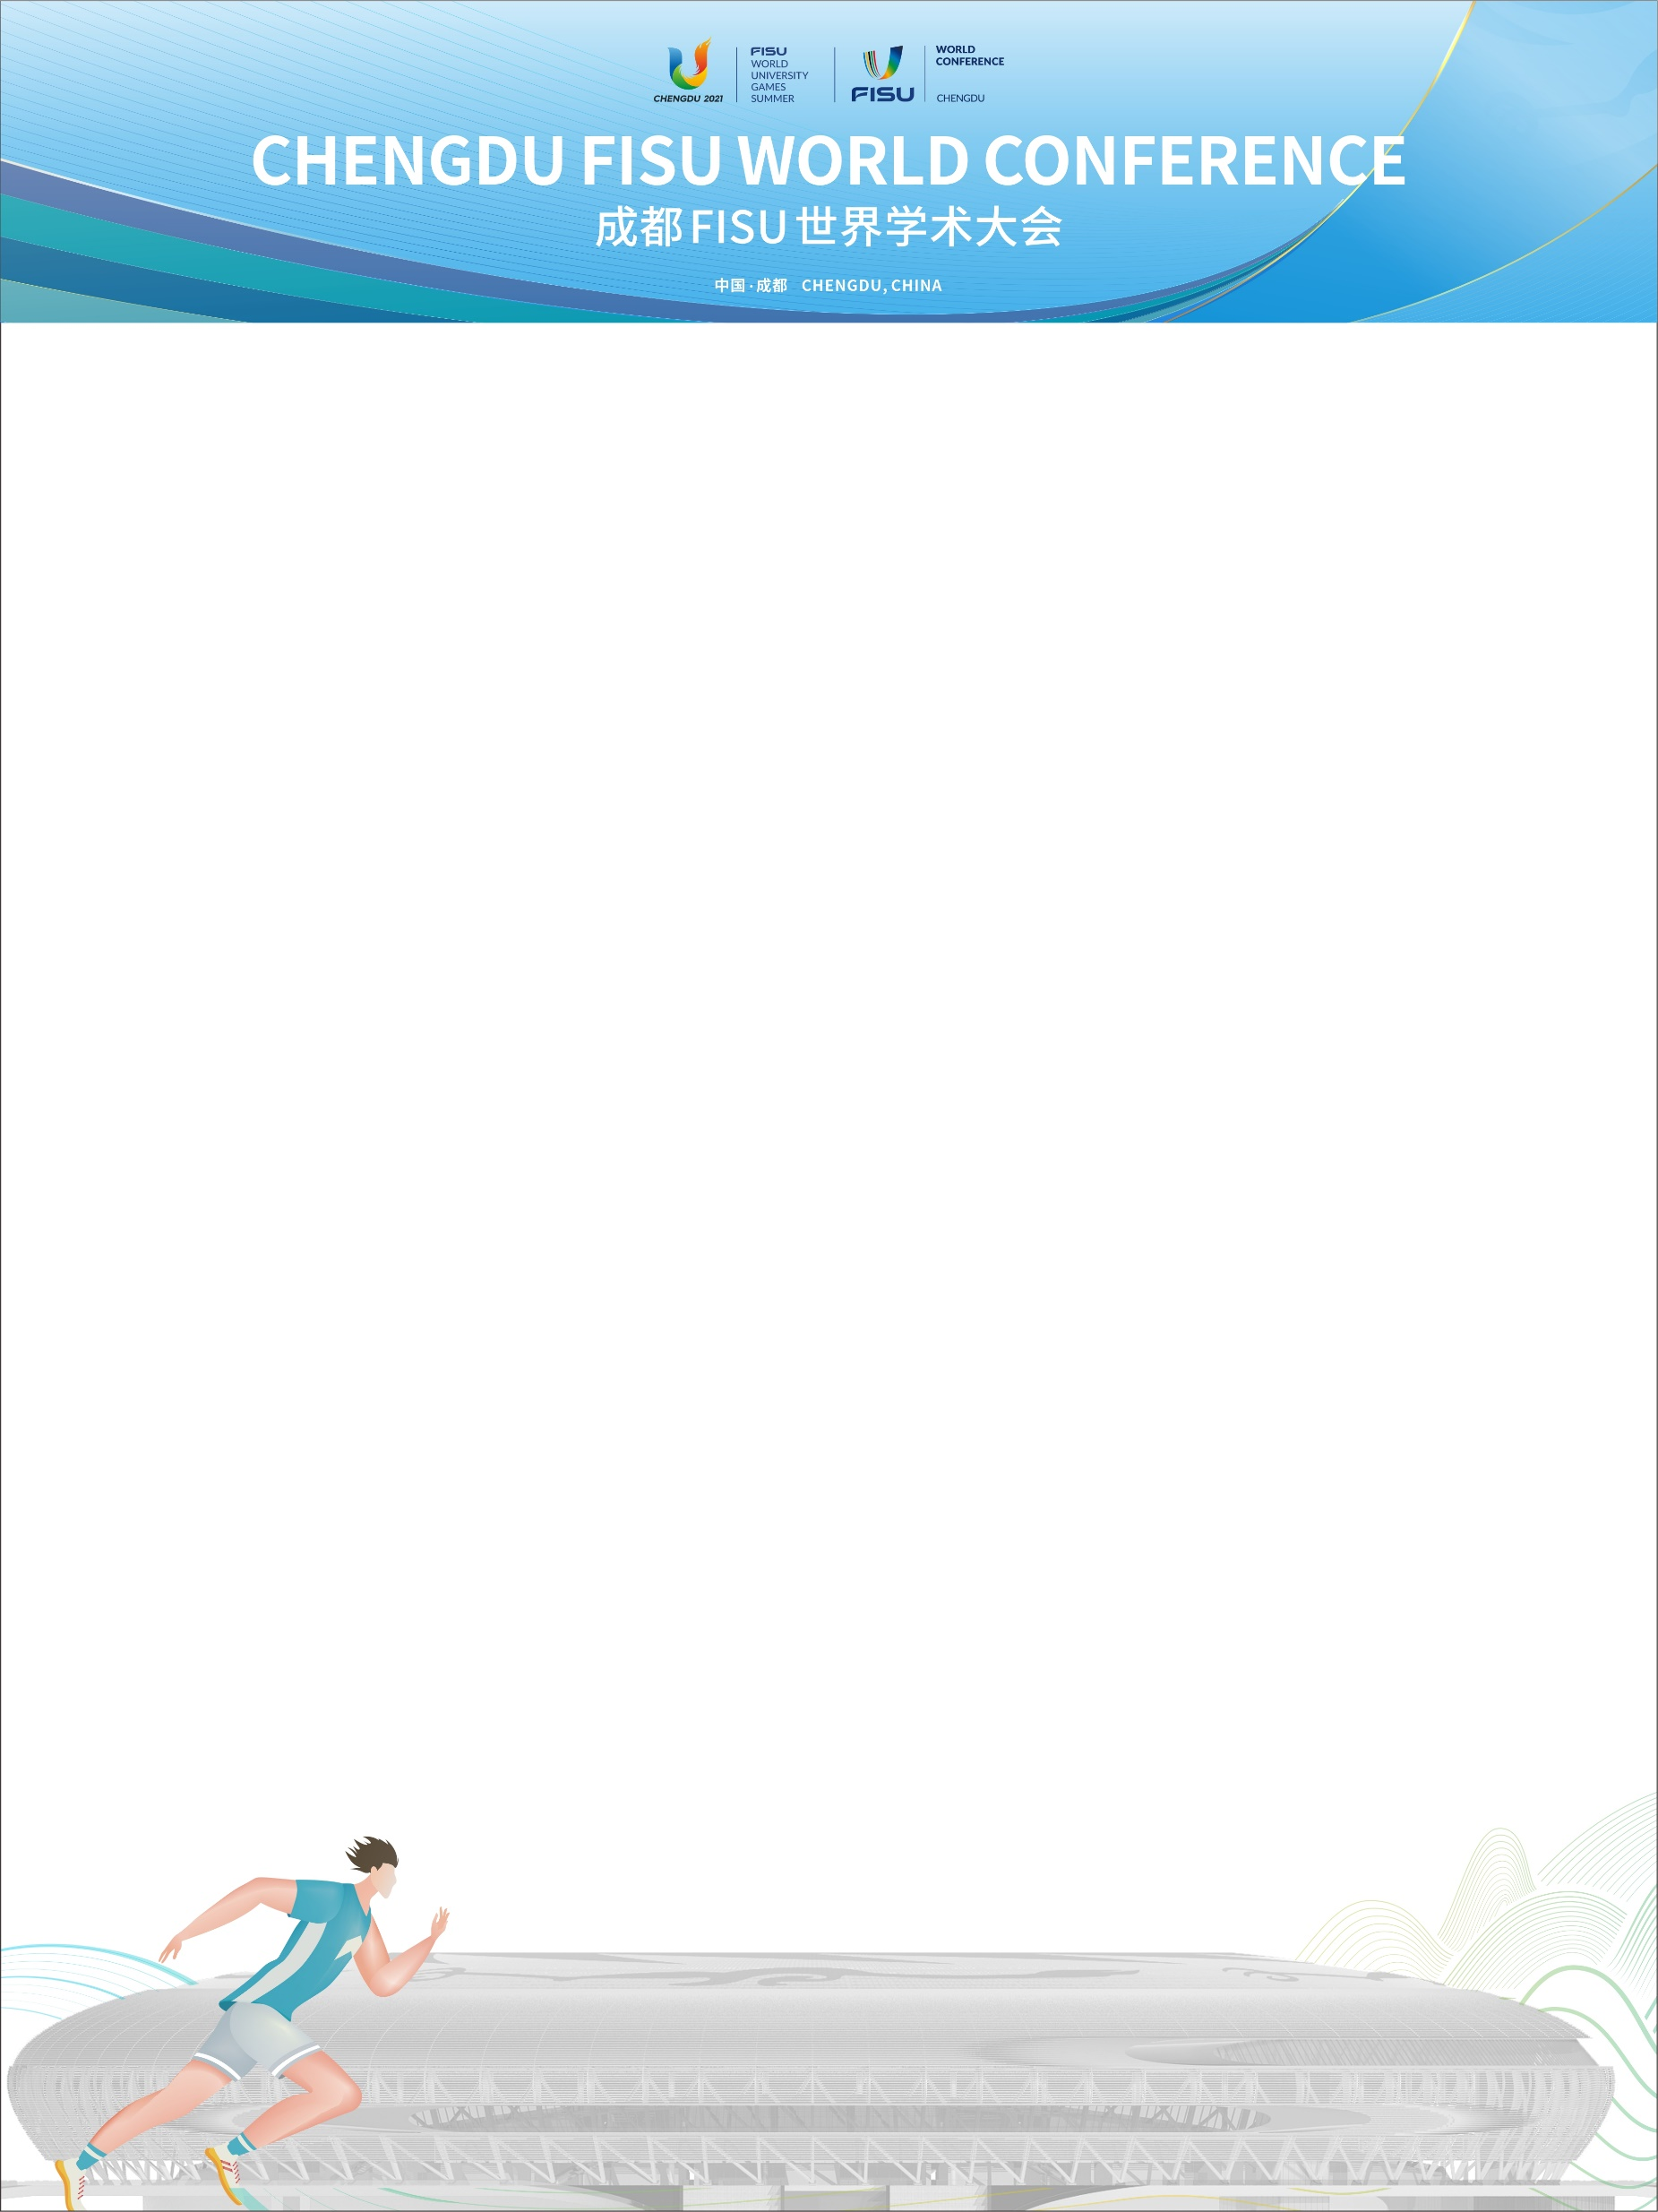 CHENGDU 2021
FISU
WORLD
UNIVERSITY
GAMES
SUMMER
FISU
WORLD
CONFERENCE
CHENGDU
CHENGDU FISU WORLD CONFERENCE
成都FISU世界学术大会
中国·成都 CHENGDU, CHINA